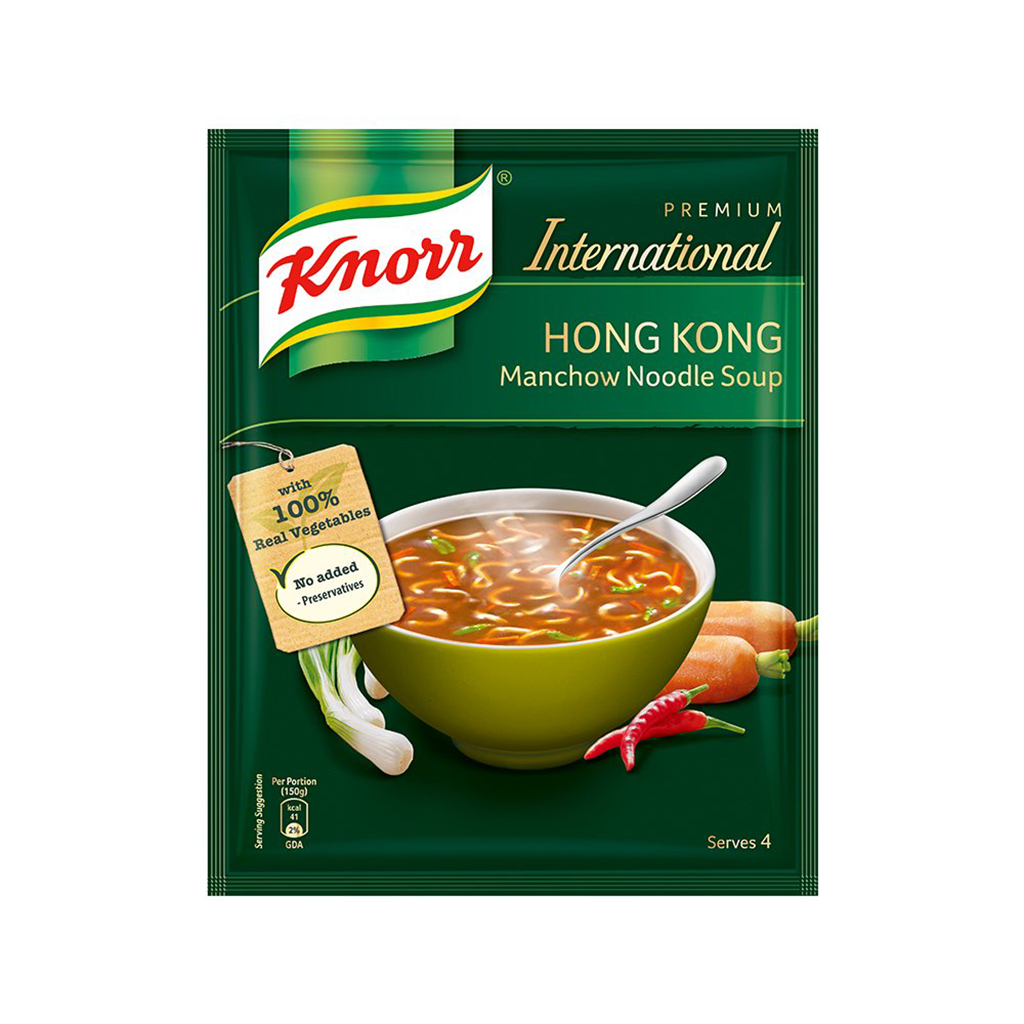 Knorr®
PREMIUM
International
HONG KONG
Manchow Noodle Soup
with
100%
Real Vegetables
No added
- Preservatives
Serving Suggestion
Per Portion
(150g)
kcal
41
2%
GDA
Serves 4